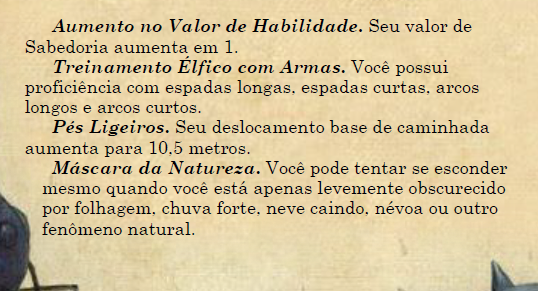 Aumento no Valor de Habilidade. Seu valor de
Sabedoria aumenta em 1.
Treinamento Élfico com Armas. Você possui
proficiência com espadas longas, espadas curtas, arcos
longos e arcos curtos.
Pés Ligeiros. Seu deslocamento base de caminhada
aumenta para 10,5 metros.
Máscara da Natureza. Você pode tentar se esconder
mesmo quando você está apenas levemente obscurecido
por folhagem, chuva forte, neve caindo, névoa ou outro
fenômeno natural.